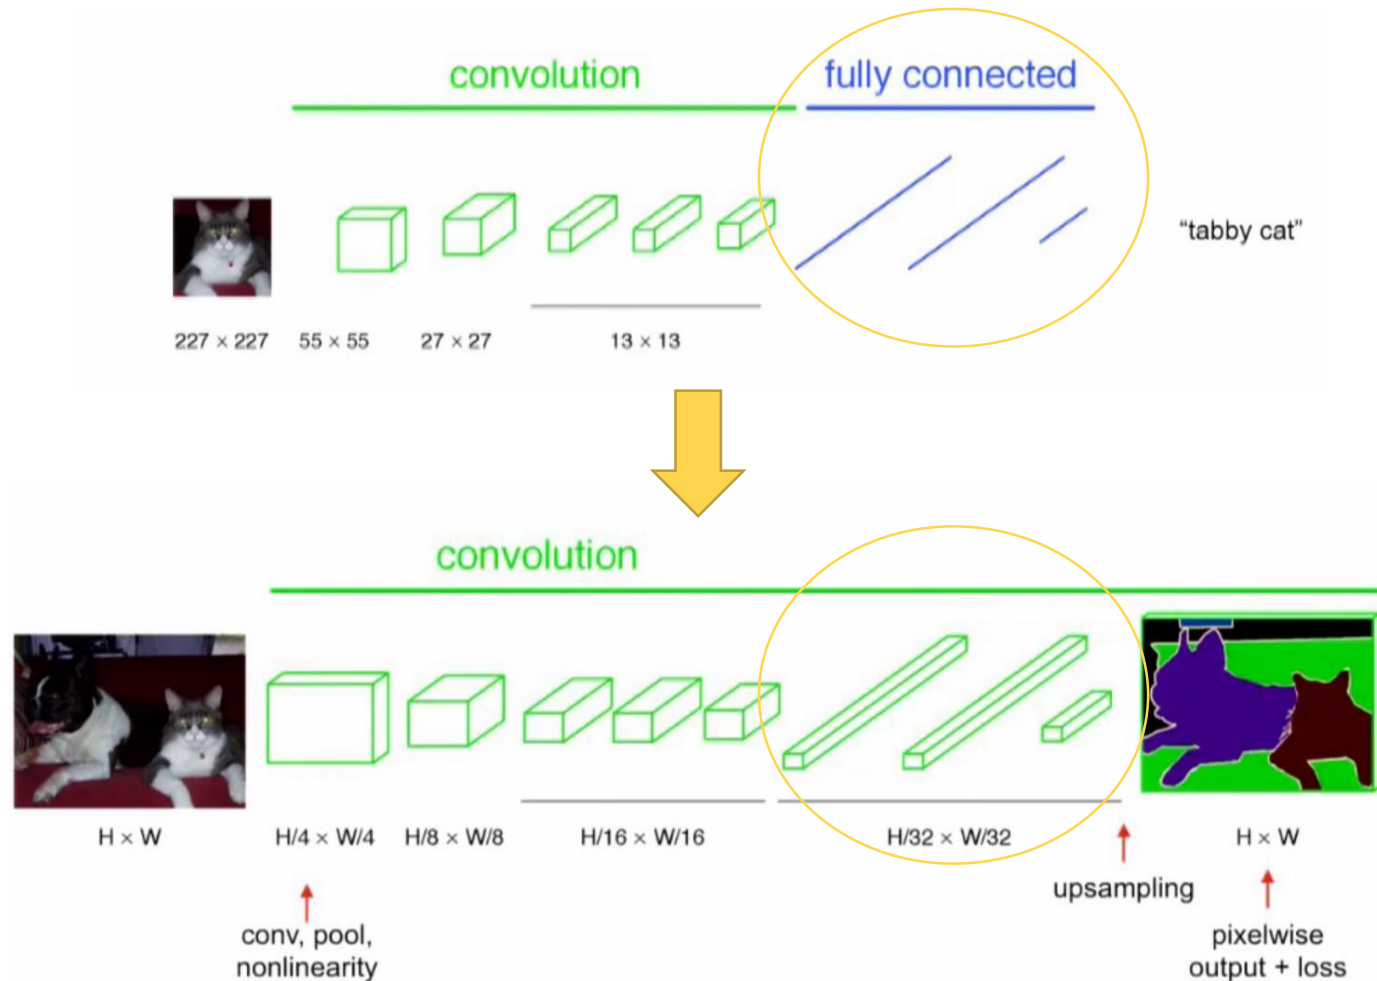 convolution
fully connected
"tabby cat"
227 × 227
55 × 55
27 × 27
13 × 13
convolution
H × W
H/4 × W/4
H/8 × W/8
H/16 × W/16
H/32 × W/32
H × W
upsampling
conv, pool,
nonlinearity
pixelwise
output + loss